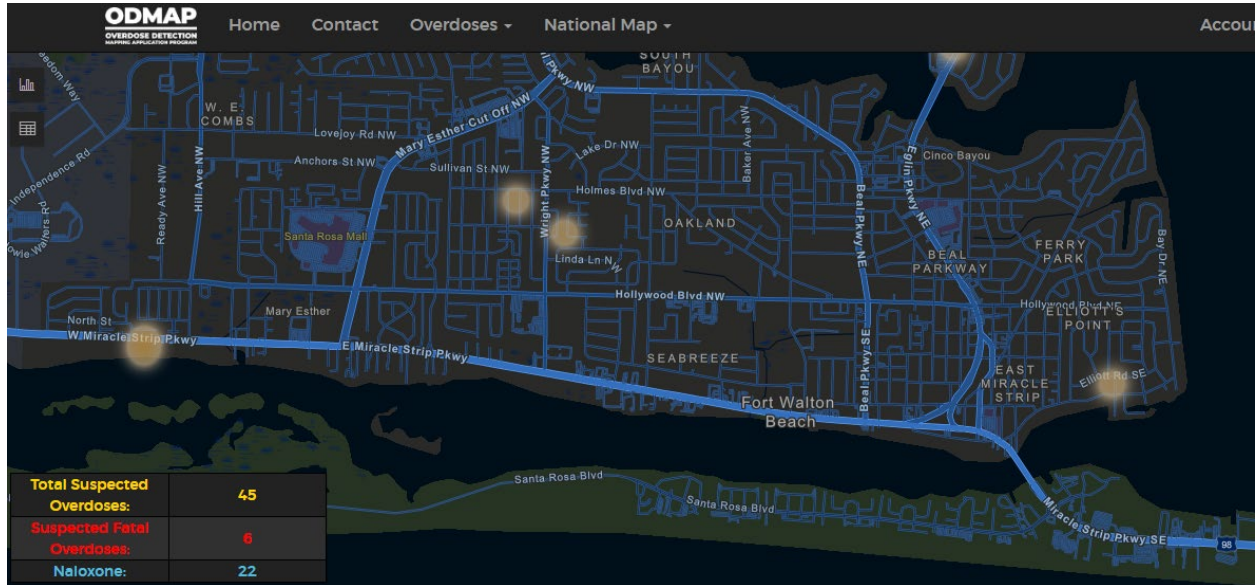 ODMAP
OVERDOSE DETECTION
MAPPING APPLICATION PROGRAM
Home
Contact
Overdoses
National Map
Accou
SOUTH
BAYOU
W. E.
COMBS
Lovejoy Rd NW
Mary Esther Cut Off NW
Pkwy NW
Anchors St NW
Sullivan St NW
Lake Dr NW
Baker Ave NW
Cinco Bayou
Eglin Pkwy NE
Independence Rd
Ready Ave NW
Hill Ave NW
Wright Pkwy NW
Holmes Blvd NW
Beal Pkwy NE
OAKLAND
Santa Rosa Mall
Linda Ln N
W
BEAL
PARKWAY
FERRY
PARK
Bay Dr NE
Hollywood Blvd NW
Hollywood Blvd NE
ELLIOTT'S
POINT
North St
Mary Esther
W Miracle Strip Pkwy
E Miracle Strip Pkwy
SEABREEZE
Beal Pkwy SE
EAST
MIRACLE
STRIP
Elliott Rd SE
Fort Walton
Beach
Santa Rosa Blvd
Santa Rosa Blvd
Miracle Strip Pkwy SE
98
Total Suspected
Overdoses:
45
Suspected Fatal
Overdoses:
6
Naloxone:
22